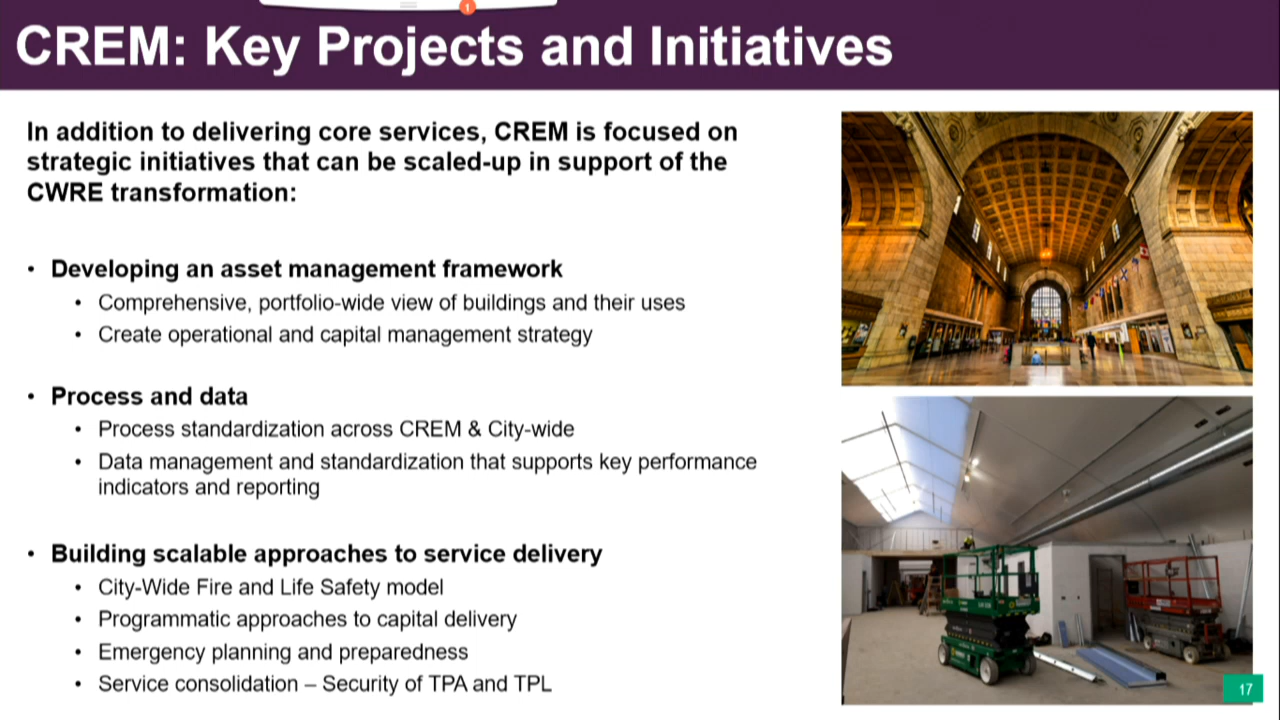 1
CREM: Key Projects and Initiatives
In addition to delivering core services, CREM is focused on
strategic initiatives that can be scaled-up in support of the
CWRE transformation:
• Developing an asset management framework
• Comprehensive, portfolio-wide view of buildings and their uses
• Create operational and capital management strategy
• Process and data
• Process standardization across CREM & City-wide
• Data management and standardization that supports key performance
indicators and reporting
• Building scalable approaches to service delivery
• City-Wide Fire and Life Safety model
• Programmatic approaches to capital delivery
• Emergency planning and preparedness
• Service consolidation – Security of TPA and TPL
17